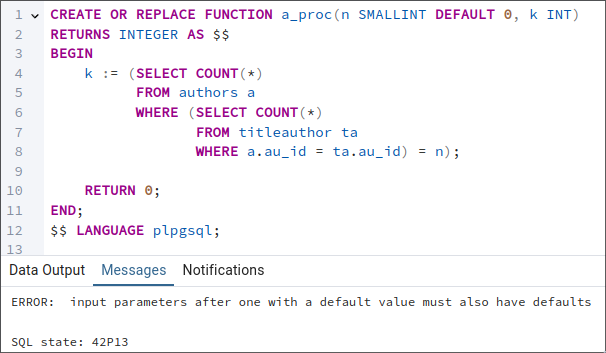 1 CREATE OR REPLACE FUNCTION a_proc(n SMALLINT DEFAULT 0, k INT)
2 RETURNS INTEGER AS $$
3 BEGIN
4     k := (SELECT COUNT(*)
5           FROM authors a
6           WHERE (SELECT COUNT(*)
7                  FROM titleauthor ta
8                  WHERE a.au_id = ta.au_id) = n);
9
10     RETURN 0;
11 END;
12 $$ LANGUAGE plpgsql;
13
Data Output Messages Notifications
ERROR:  input parameters after one with a default value must also have defaults
SQL state: 42P13